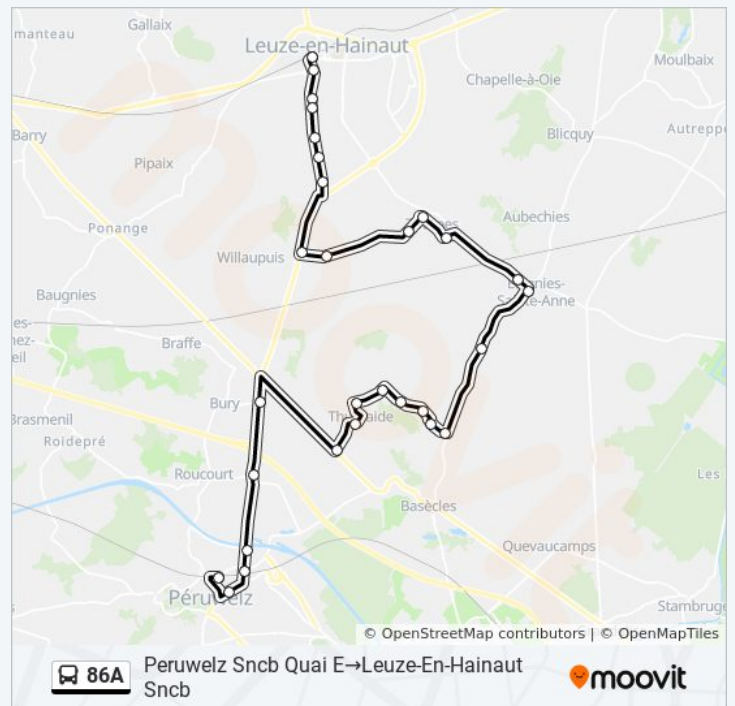 manteau
Gallaix
Leuze-en-Hainaut
Moulbaix
Chapelle-à-Oie
Barry
Blicquy
Autreppe
Pipaix
Aubechies
Ponange
Willaupuis
Baugnies
Sainte-Anne
Braffe
Brasmenil
Bury
Roidepré
Roucourt
Les
Basècles
Quevaucamps
Péruwelz
Stambruge
© OpenStreetMap contributors | © OpenMapTiles
86A
Peruwelz Sncb Quai E→Leuze-En-Hainaut
Sncb
moovit